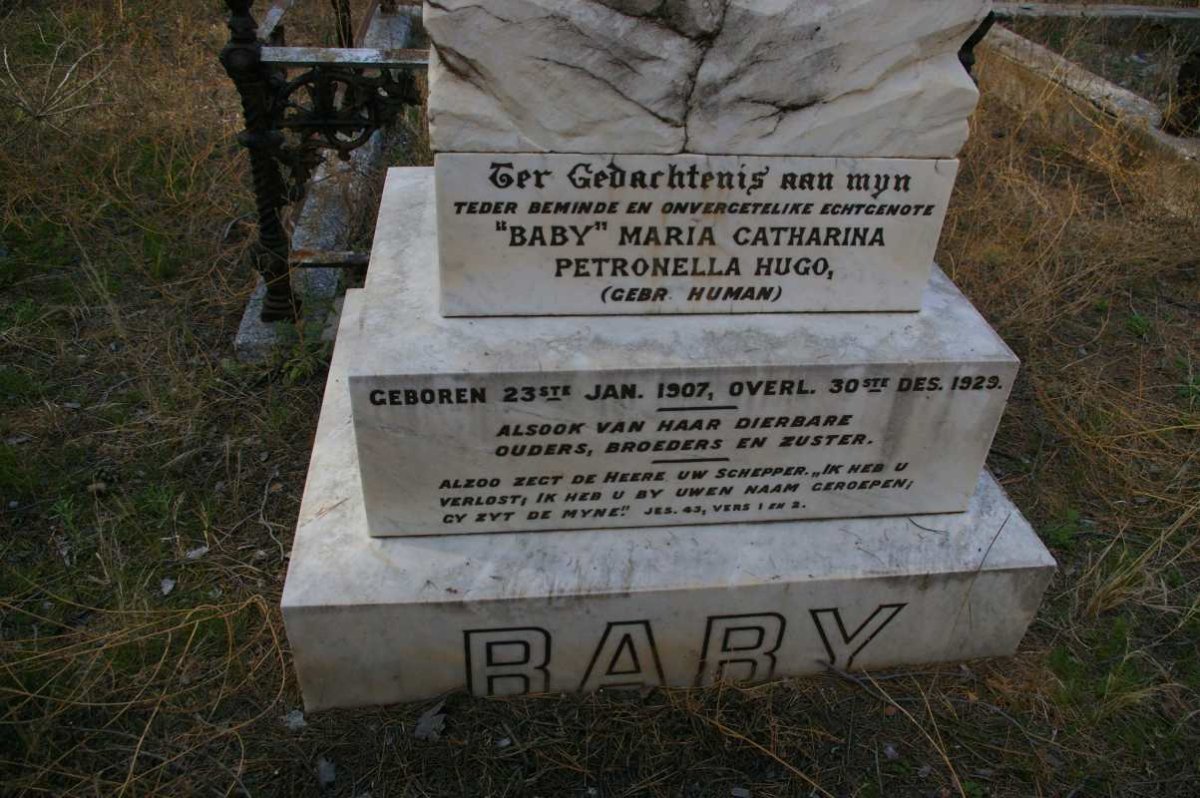 Ter Gedachtenis aan myn
TEDER BEMINDE EN ONVERGETELIKE ECHTGENOTE
"BABY" MARIA CATHARINA
PETRONELLA HUGO,
(GEBR HUMAN)
GEBOREN 23STE JAN. 1907, OVERL. 30STE DES. 1929.
ALSOOK VAN HAAR DIERBARE
OUDERS, BROEDERS EN ZUSTER.
ALZOO ZEGT DE HEERE UW SCHEPPER. „IK HEB U
VERLOST; IK HEB U BY UWEN NAAM GEROEPEN;
GY ZYT DE MYNE." JES. 43, VERS 1 EN 2.
BABY